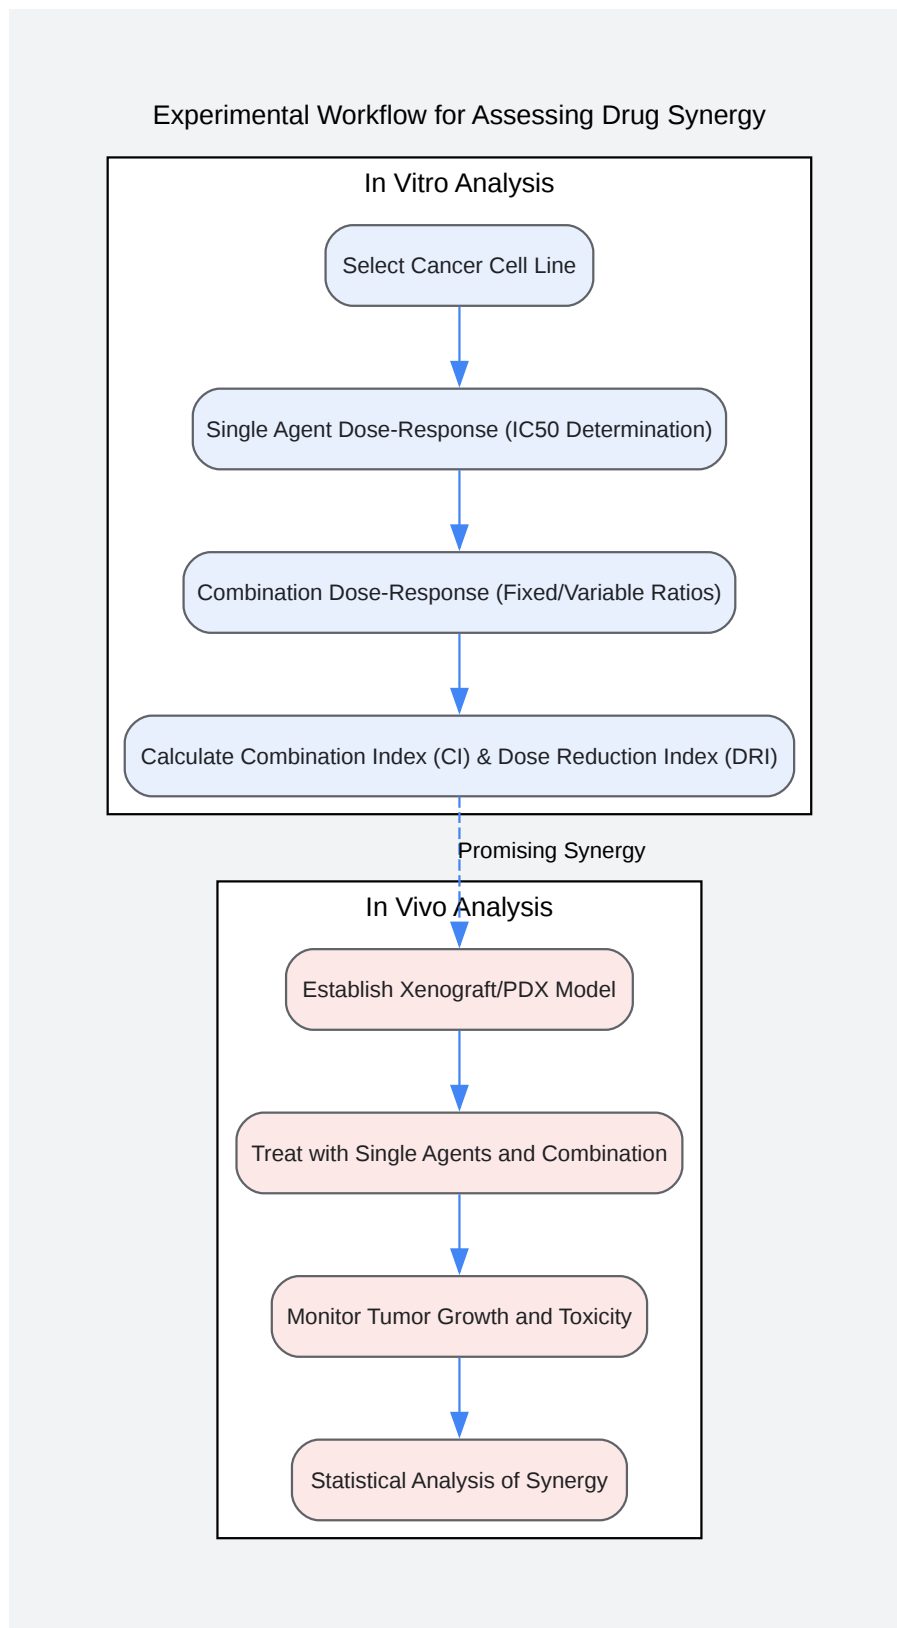 Experimental Workflow for Assessing Drug Synergy
In Vitro Analysis
Select Cancer Cell Line
Single Agent Dose-Response (IC50 Determination)
Combination Dose-Response (Fixed/Variable Ratios)
Calculate Combination Index (CI) & Dose Reduction Index (DRI)
Promising Synergy
In Vivo Analysis
Establish Xenograft/PDX Model
Treat with Single Agents and Combination
Monitor Tumor Growth and Toxicity
Statistical Analysis of Synergy